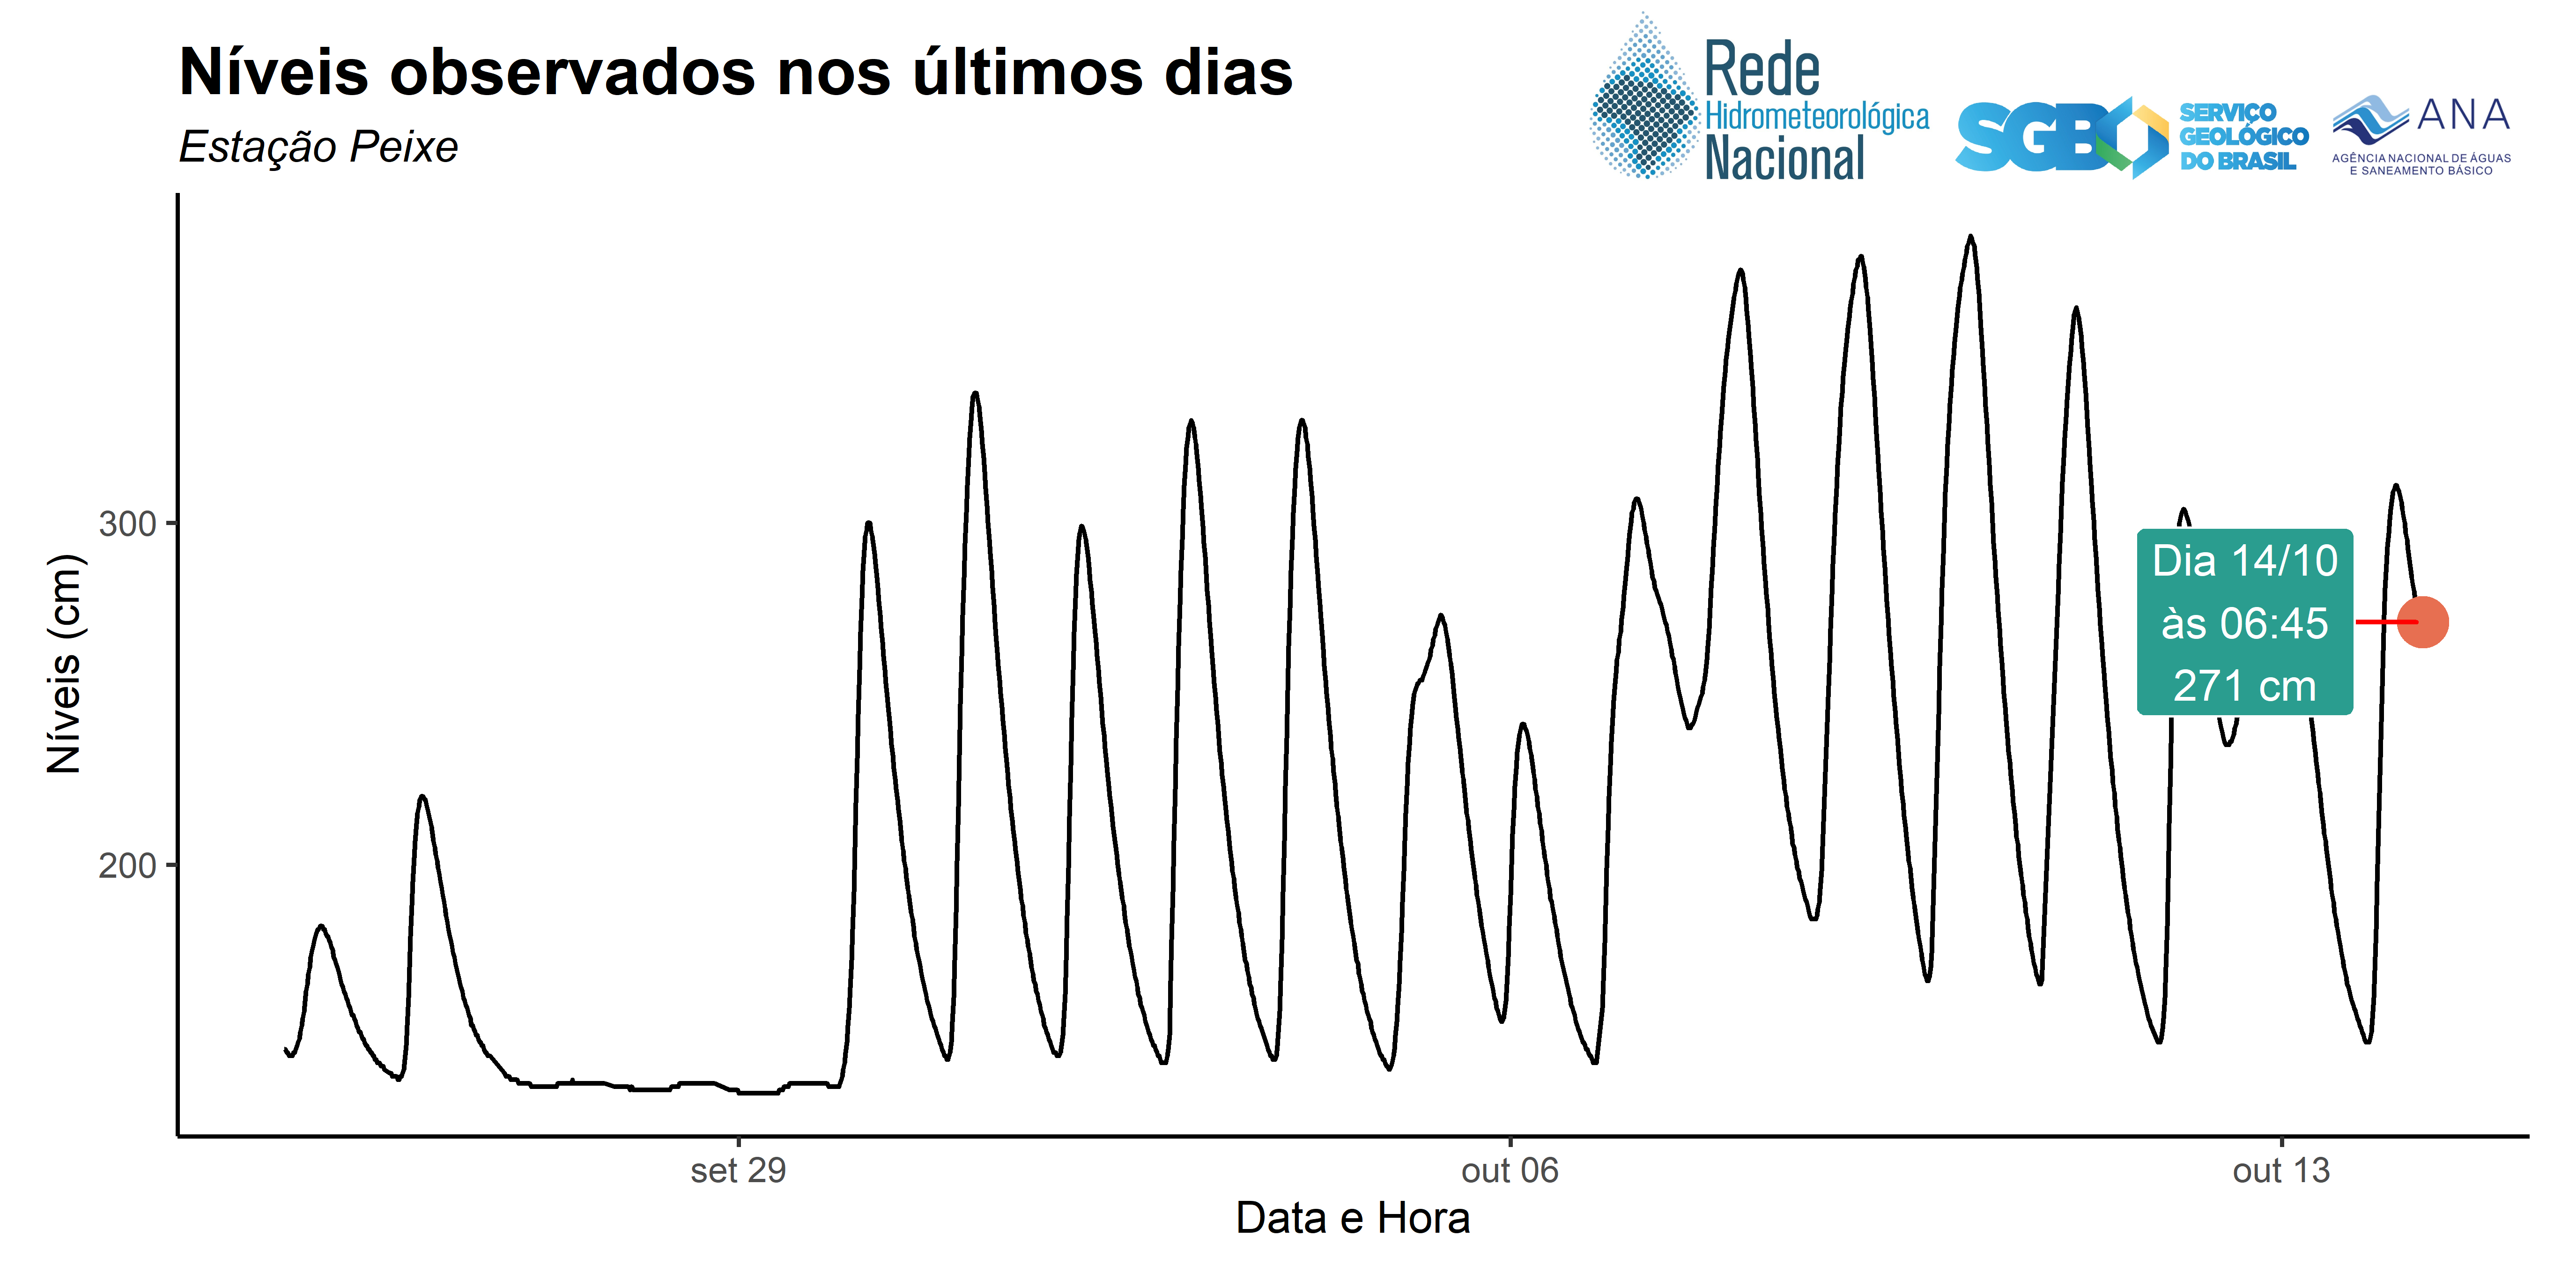 Níveis observados nos últimos dias
Estação Peixe
Rede
Hidrometeorológica
Nacional
SGB
SERVIÇO
GEOLÓGICO
DO BRASIL
ANA
AGÊNCIA NACIONAL DE ÁGUAS
E SANEAMENTO BÁSICO
Níveis (cm)
300
200
Dia 14/10
às 06:45
271 cm
set 29
out 06
out 13
Data e Hora